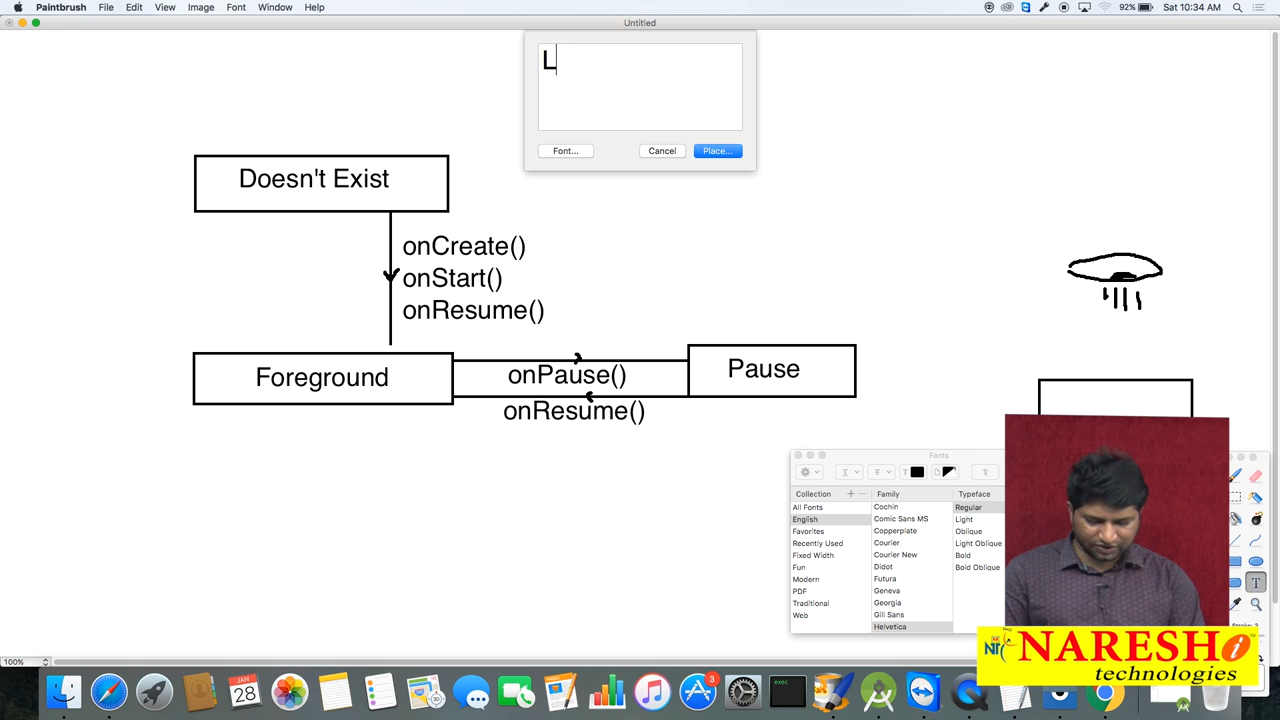 Paintbrush File Edit View Image Font Window Help
92% Sat 10:34 AM
Untitled
L
Font... Cancel Place...
Doesn't Exist
onCreate()
onStart()
onResume()
Foreground
onPause()
onResume()
Pause
Fonts
Collection Family Typeface
All Fonts
English
Favorites
Recently Used
Fixed Width
Fun
Modern
PDF
Traditional
Web
Cochin
Comic Sans MS
Copperplate
Courier
Courier New
Didot
Futura
Geneva
Georgia
Gill Sans
Helvetica
Regular
Light
Oblique
Light Oblique
Bold
Bold Oblique
T
100%
NARESH i
technologies
JAN
28
3
exec